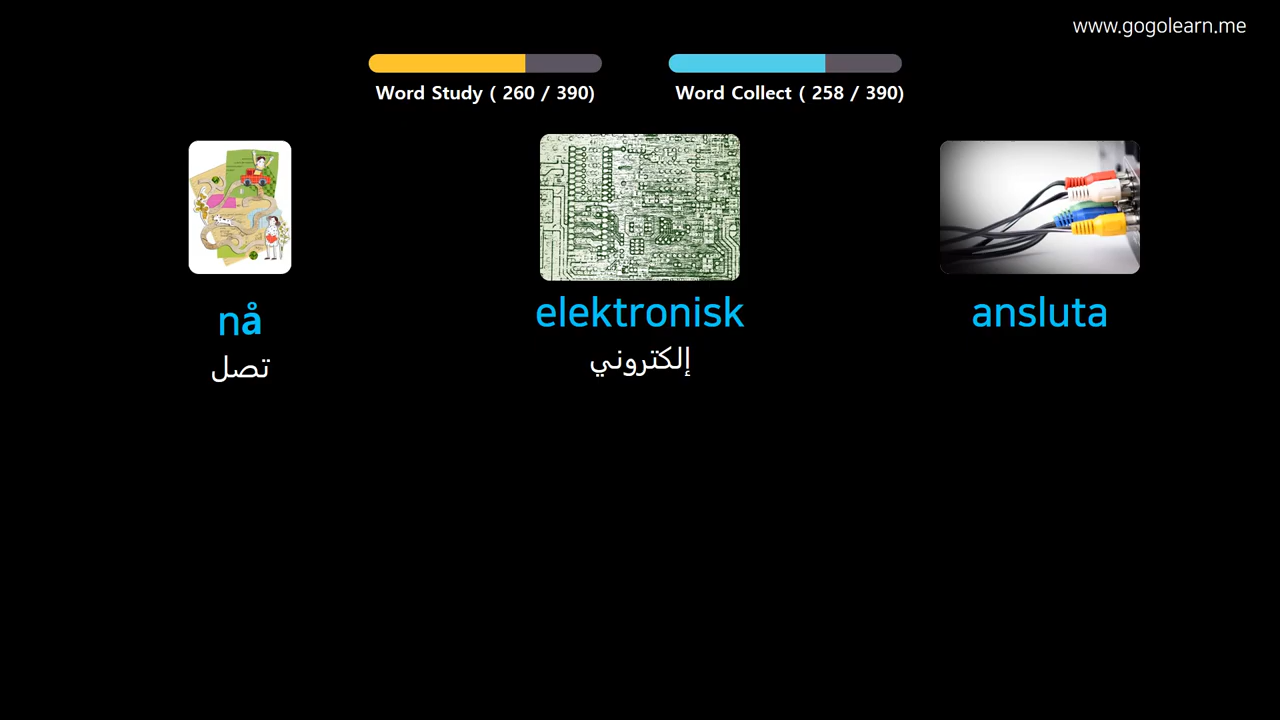 www.gogolearn.me
Word Study ( 260 / 390)
Word Collect ( 258 / 390)
nå
تصل
elektronisk
إلكتروني
ansluta